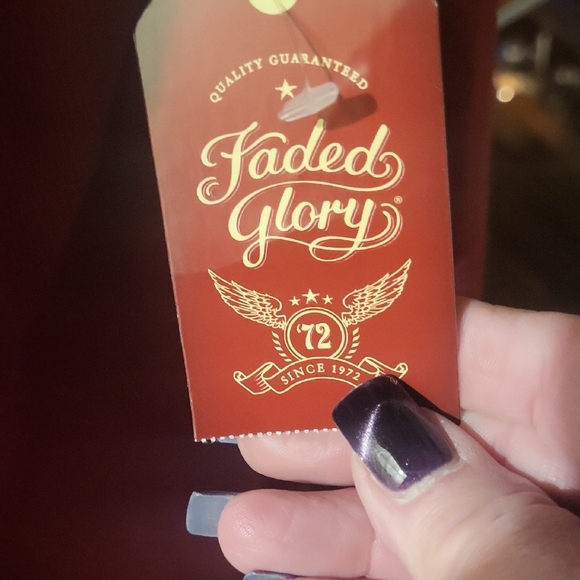 QUALITY GUARANTEED
Faded
Glory®
'72
SINCE 1972